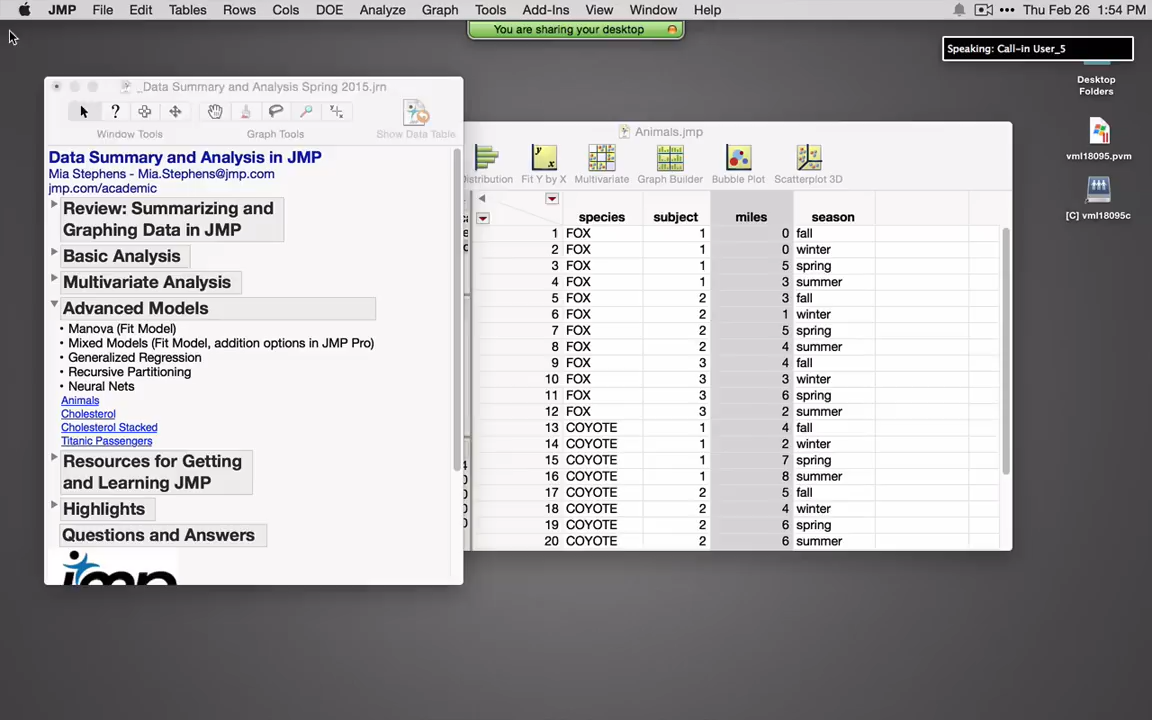 JMP File Edit Tables Rows Cols DOE Analyze Graph Tools Add-Ins View Window Help Thu Feb 26 1:54 PM
You are sharing your desktop
Speaking: Call-in User_5
Desktop
Folders
vml18095.pvm
[C] vml18095c
_Data Summary and Analysis Spring 2015.jrn
Window Tools Graph Tools Show Data Table
Data Summary and Analysis in JMP
Mia Stephens - Mia.Stephens@jmp.com
jmp.com/academic
Review: Summarizing and
Graphing Data in JMP
Basic Analysis
Multivariate Analysis
Advanced Models
• Manova (Fit Model)
• Mixed Models (Fit Model, addition options in JMP Pro)
• Generalized Regression
• Recursive Partitioning
• Neural Nets
Animals
Cholesterol
Cholesterol Stacked
Titanic Passengers
Resources for Getting
and Learning JMP
Highlights
Questions and Answers
jmp
Animals.jmp
Fit Y by X Multivariate Graph Builder Bubble Plot Scatterplot 3D
species subject miles season
1 FOX 1 0 fall
2 FOX 1 0 winter
3 FOX 1 5 spring
4 FOX 1 3 summer
5 FOX 2 3 fall
6 FOX 2 1 winter
7 FOX 2 5 spring
8 FOX 2 4 summer
9 FOX 3 4 fall
10 FOX 3 3 winter
11 FOX 3 6 spring
12 FOX 3 2 summer
13 COYOTE 1 4 fall
14 COYOTE 1 2 winter
15 COYOTE 1 7 spring
16 COYOTE 1 8 summer
17 COYOTE 2 5 fall
18 COYOTE 2 4 winter
19 COYOTE 2 6 spring
20 COYOTE 2 6 summer